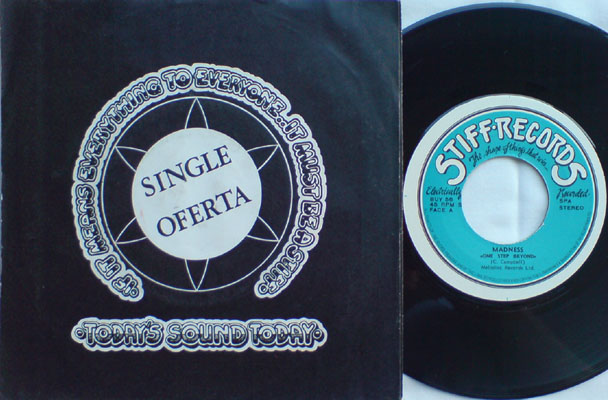 IF IT MEANS EVERYTHING TO EVERYONE..IT MUST BE A STIFF
SINGLE
OFERTA
•TODAY'S SOUND TODAY•
STIFF·RECORDS
The shape of things that win
Electrically
Recorded
BUY 56
45 RPM
FACE A
SPA
STEREO
MADNESS
«ONE STEP BEYOND»
(C. Campbell)
Melodisc Records Ltd.